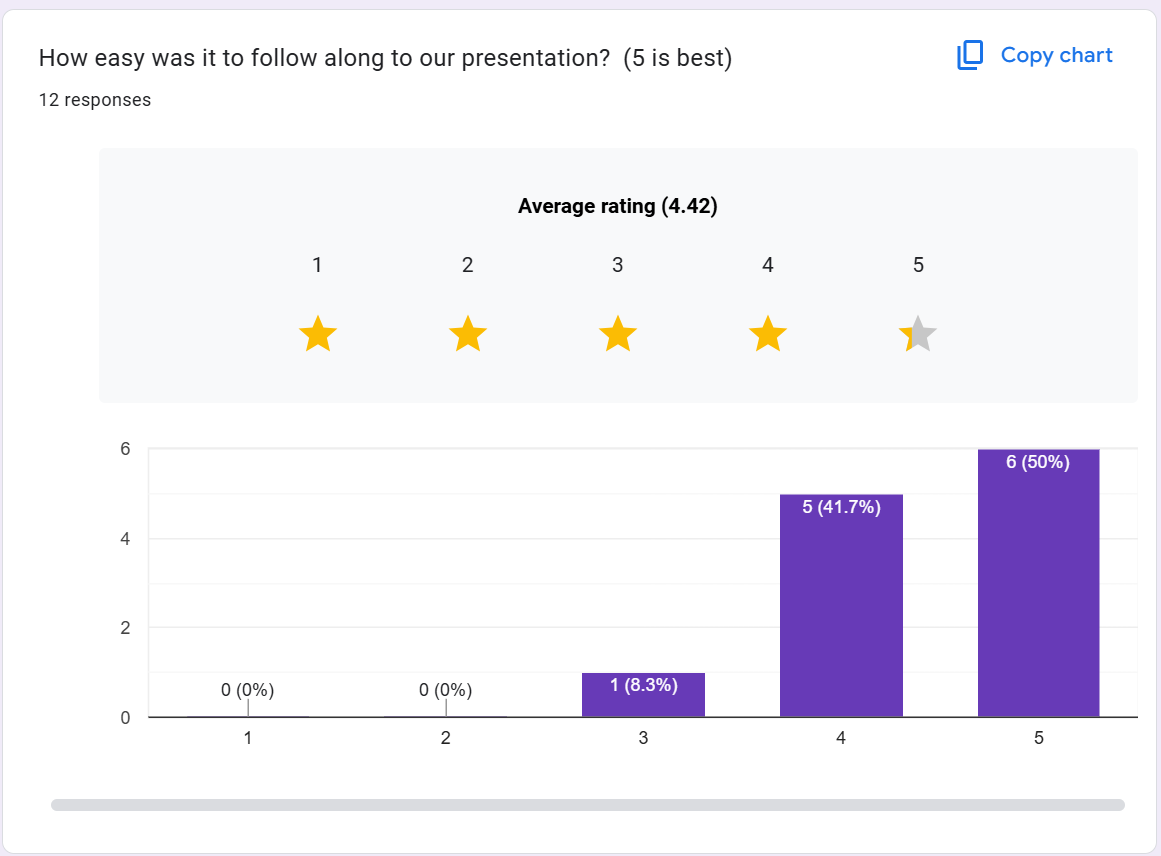 How easy was it to follow along to our presentation?  (5 is best)
Copy chart
12 responses
Average rating (4.42)
1 2 3 4 5
6
6 (50%)
5 (41.7%)
4
2
0 (0%) 0 (0%) 1 (8.3%)
0
1 2 3 4 5